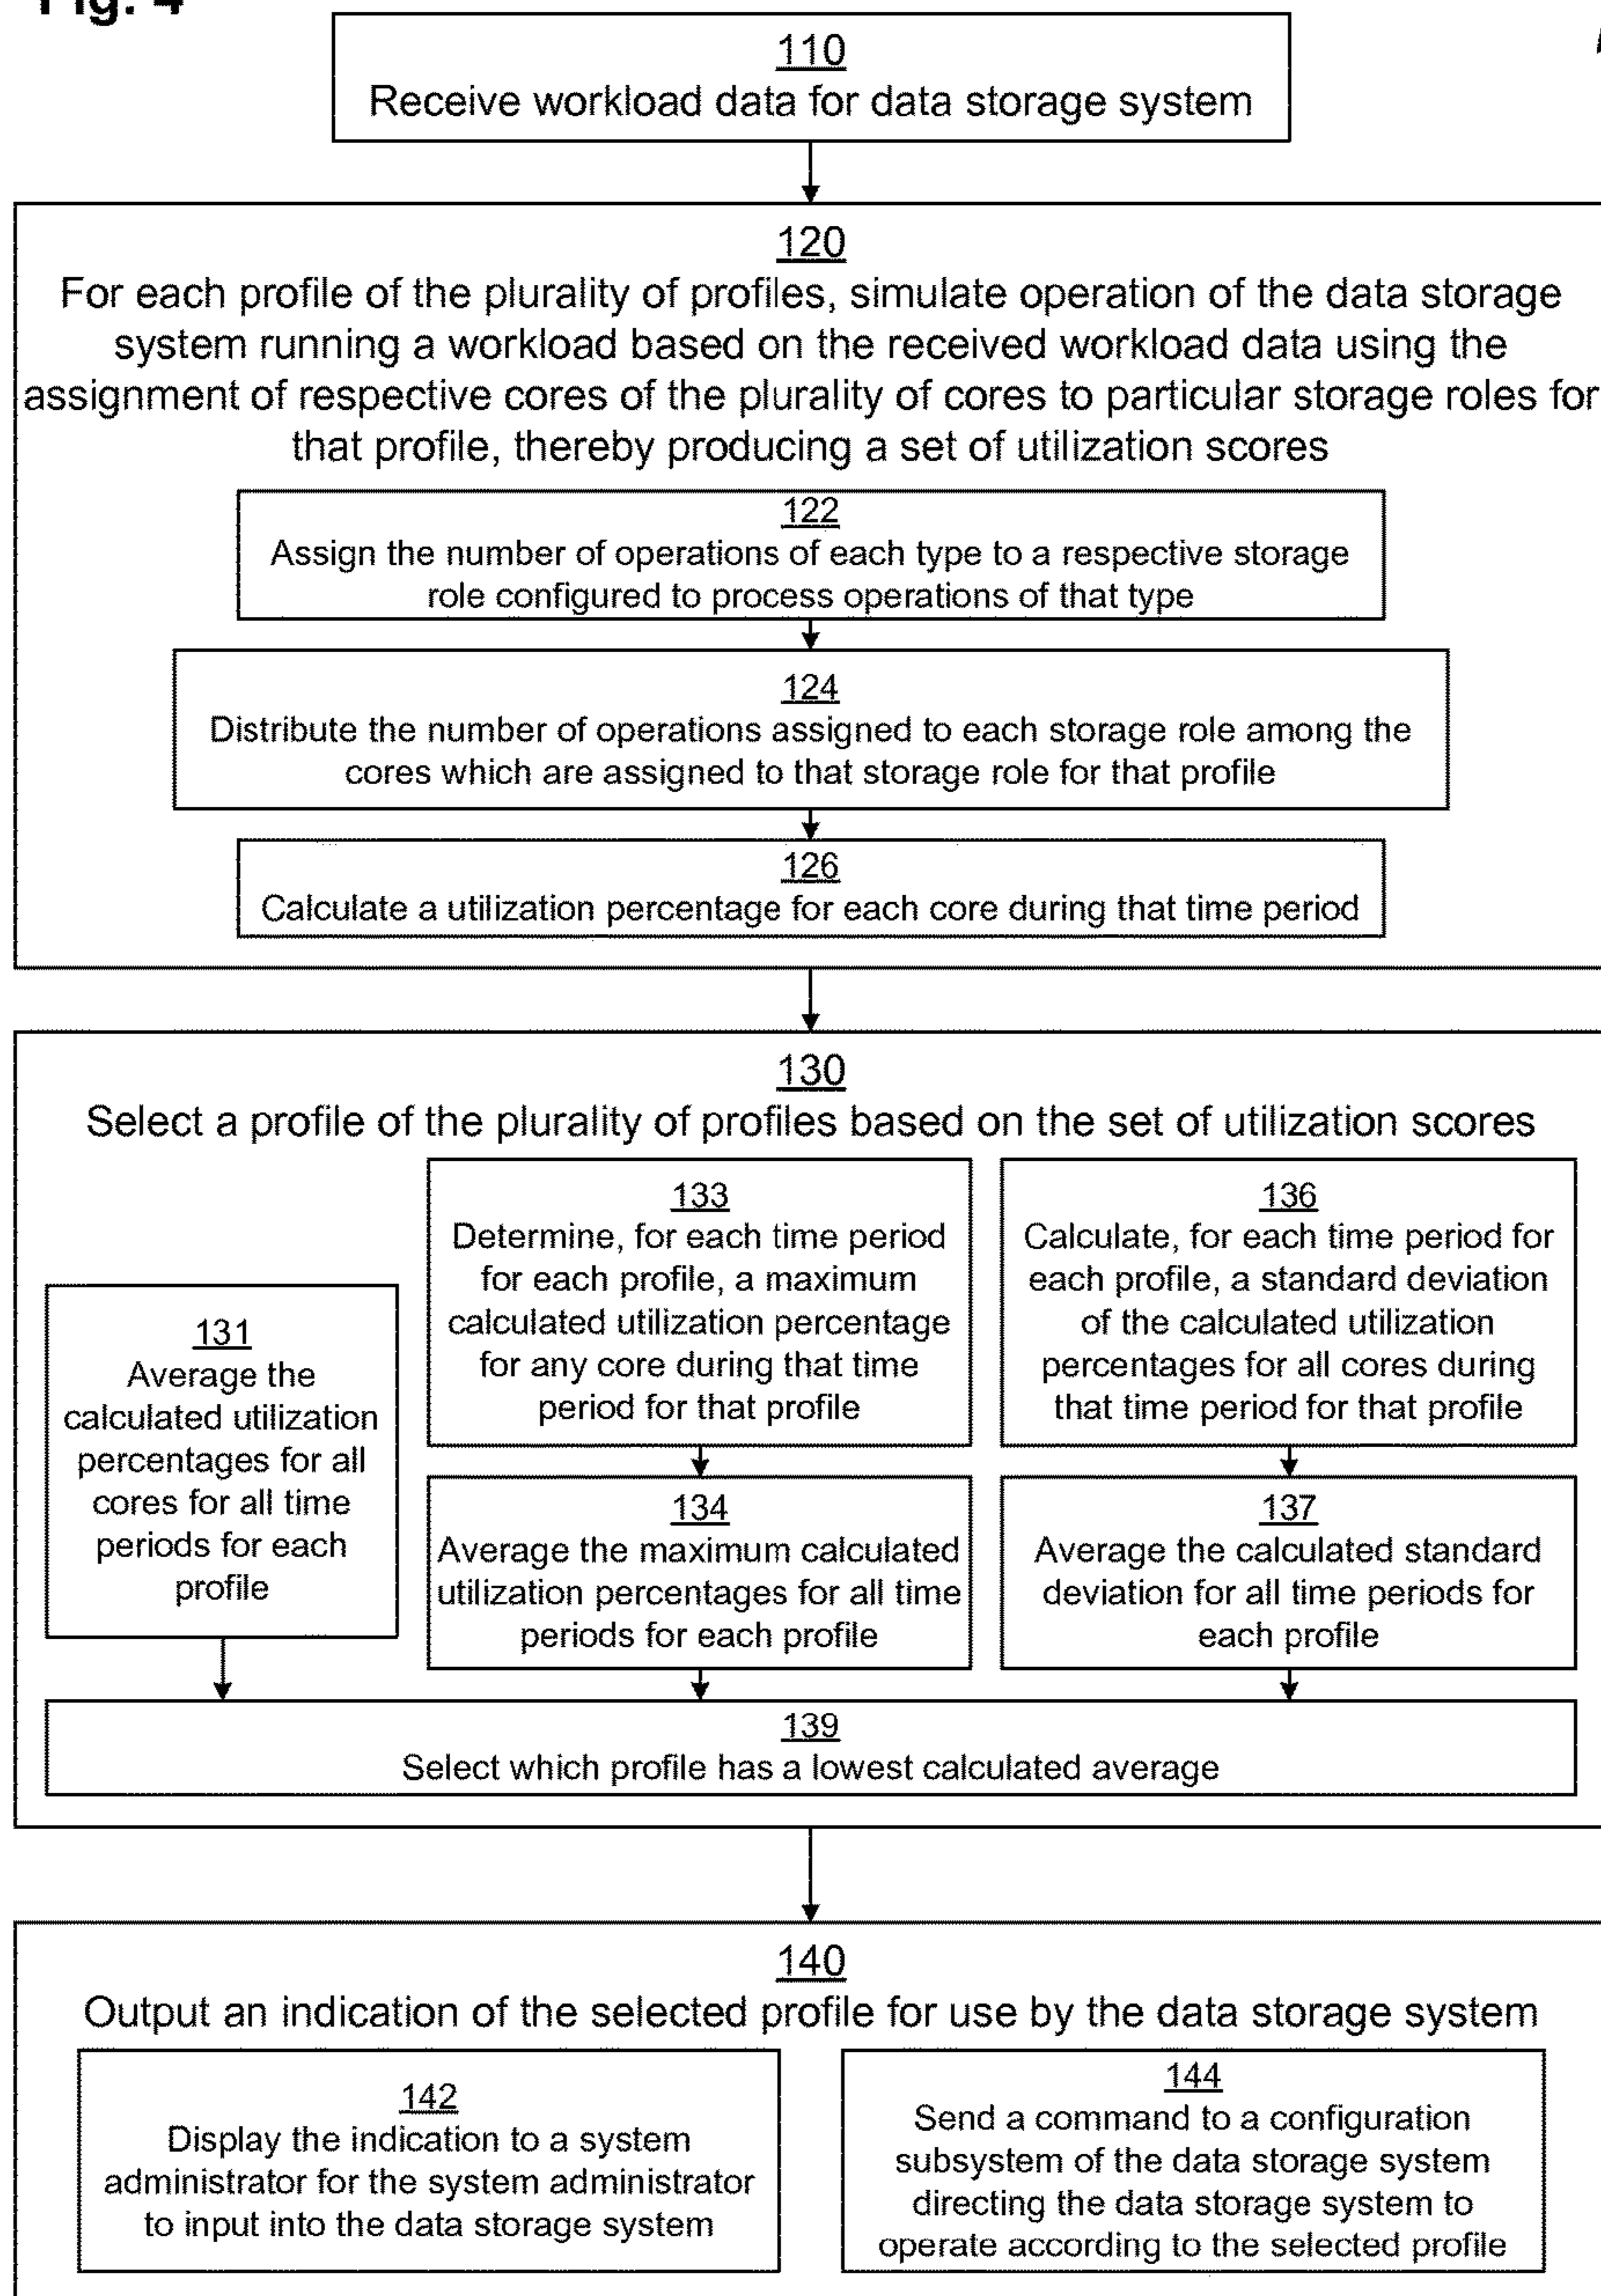 Fig. 4
110
Receive workload data for data storage system
120
For each profile of the plurality of profiles, simulate operation of the data storage
system running a workload based on the received workload data using the
assignment of respective cores of the plurality of cores to particular storage roles for
that profile, thereby producing a set of utilization scores
122
Assign the number of operations of each type to a respective storage
role configured to process operations of that type
124
Distribute the number of operations assigned to each storage role among the
cores which are assigned to that storage role for that profile
126
Calculate a utilization percentage for each core during that time period
130
Select a profile of the plurality of profiles based on the set of utilization scores
131
Average the
calculated utilization
percentages for all
cores for all time
periods for each
profile
133
Determine, for each time period
for each profile, a maximum
calculated utilization percentage
for any core during that time
period for that profile
134
Average the maximum calculated
utilization percentages for all time
periods for each profile
136
Calculate, for each time period for
each profile, a standard deviation
of the calculated utilization
percentages for all cores during
that time period for that profile
137
Average the calculated standard
deviation for all time periods for
each profile
139
Select which profile has a lowest calculated average
140
Output an indication of the selected profile for use by the data storage system
142
Display the indication to a system
administrator for the system administrator
to input into the data storage system
144
Send a command to a configuration
subsystem of the data storage system
directing the data storage system to
operate according to the selected profile